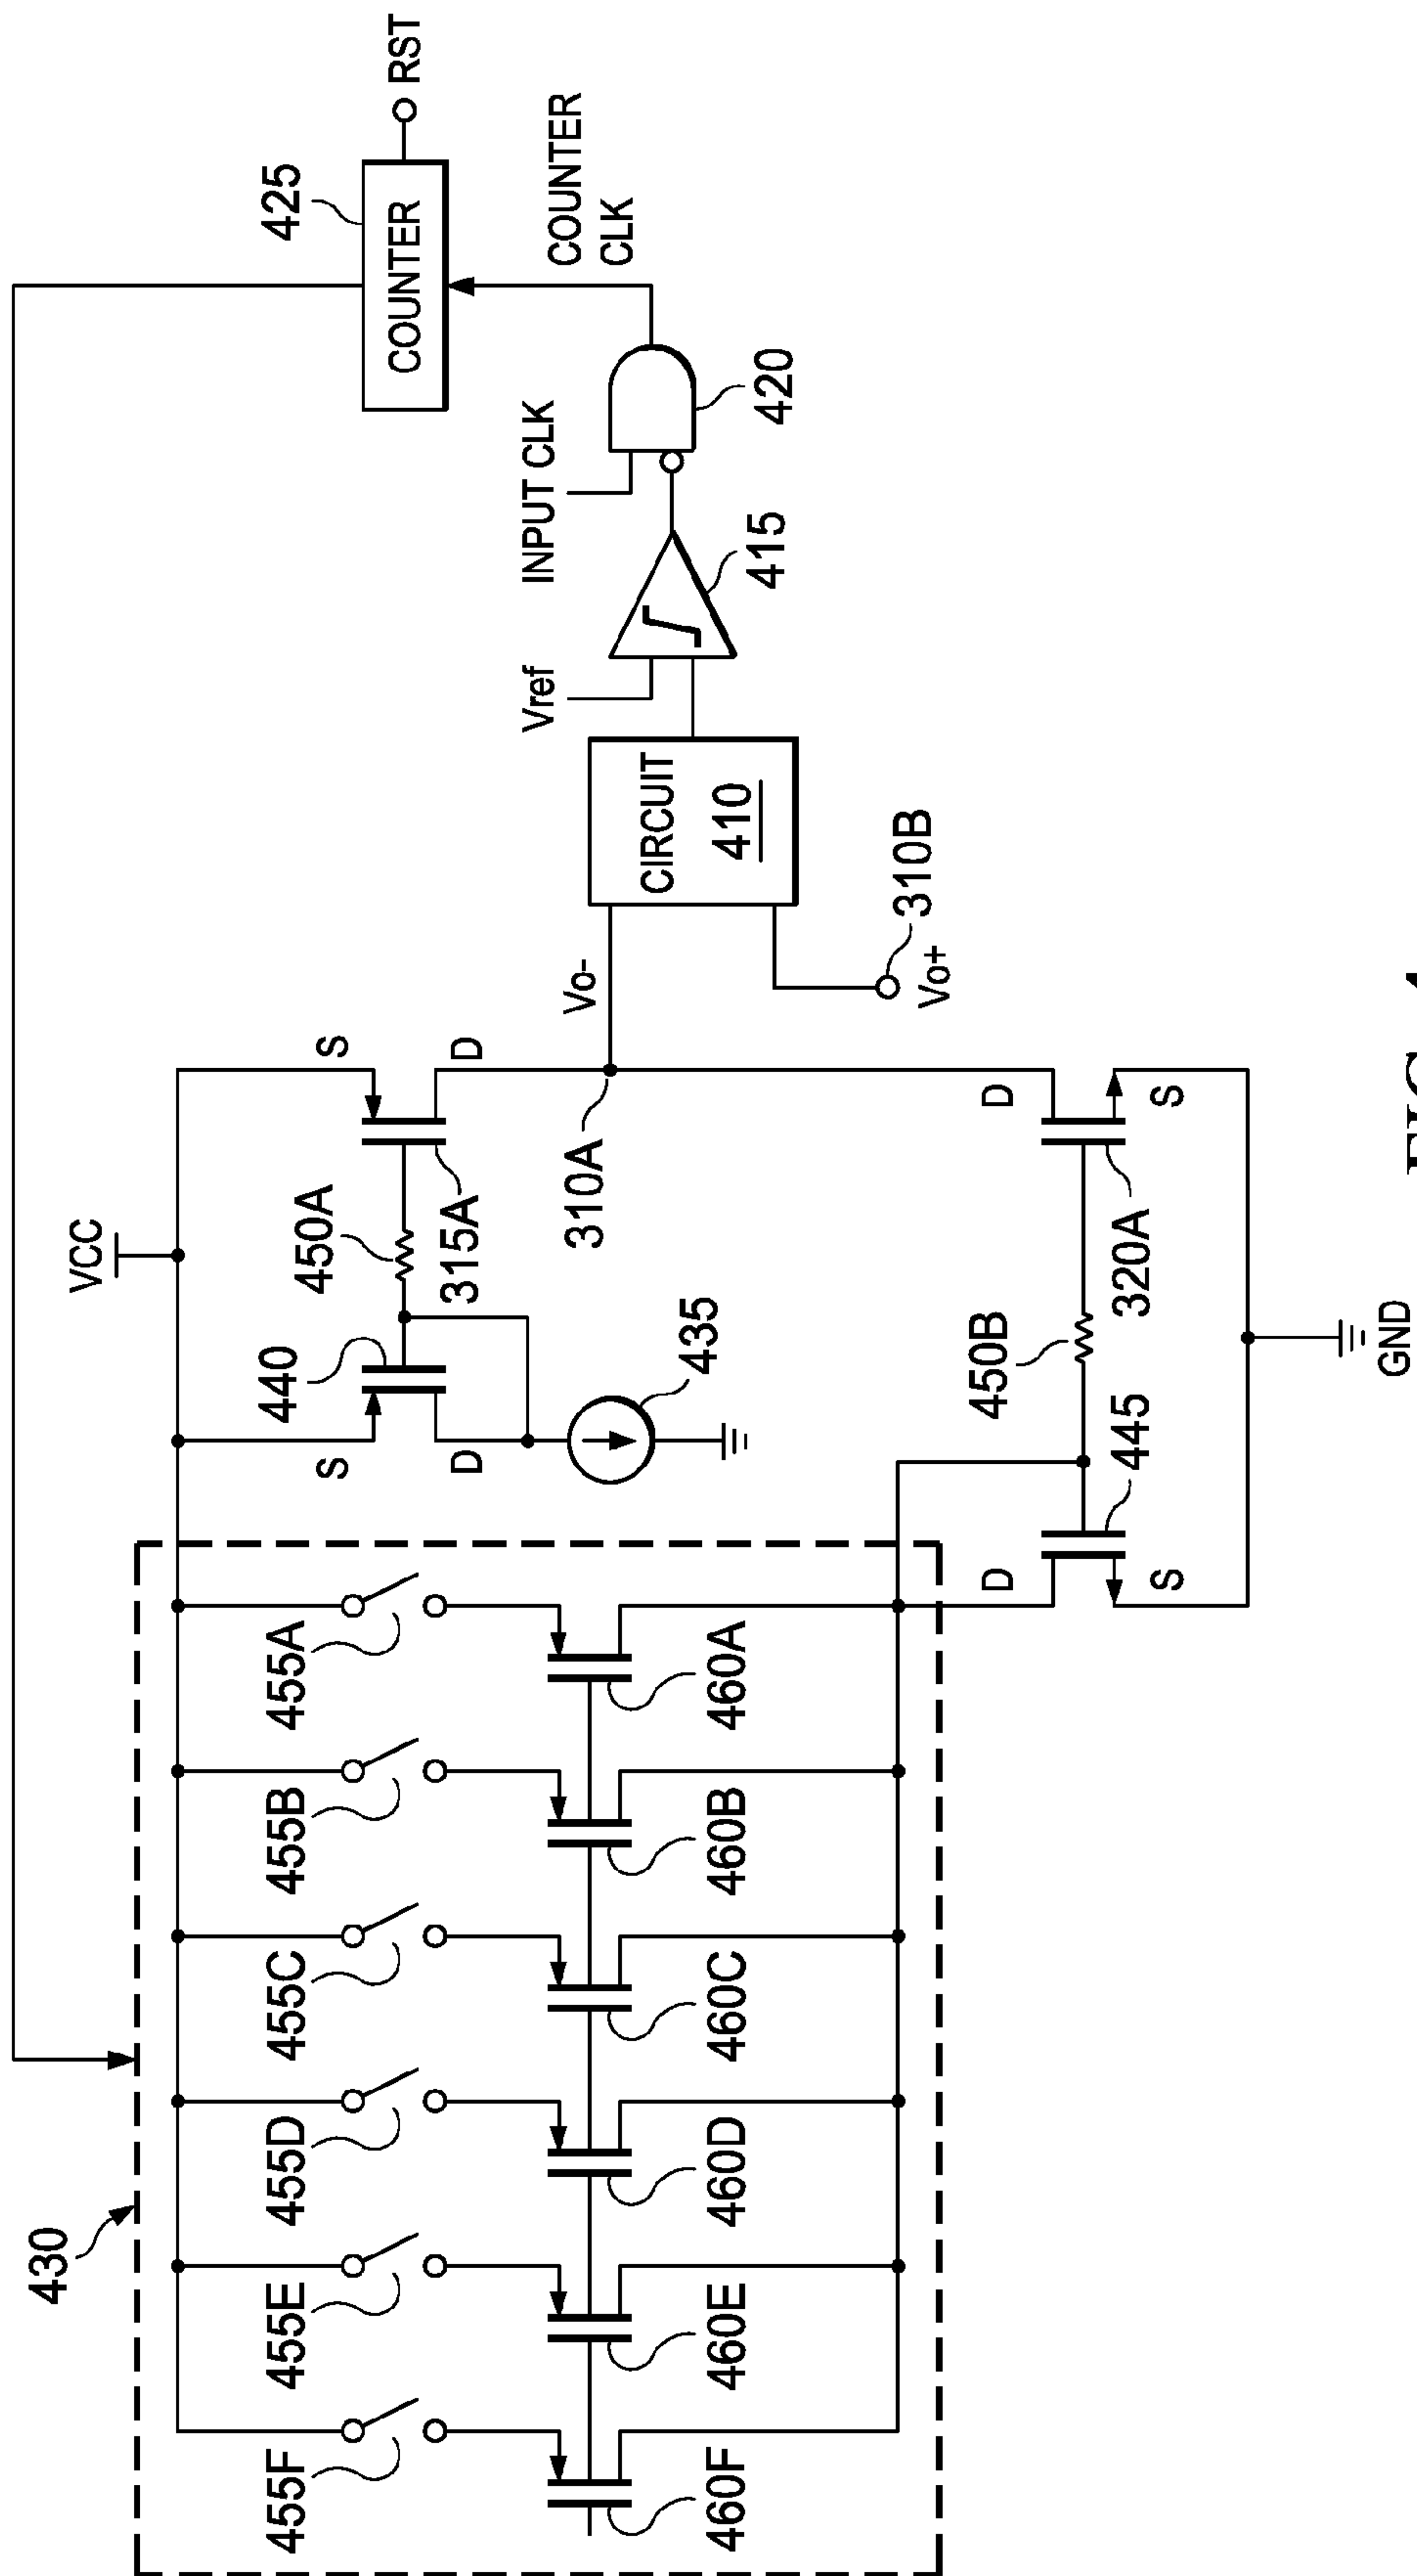 430
455F
455E
455D
455C
455B
455A
460F
460E
460D
460C
460B
460A
VCC
S
440
D
435
450A
315A
S
D
310A
Vo-
CIRCUIT
410
Vo+
310B
Vref
415
INPUT CLK
420
COUNTER
CLK
COUNTER
425
RST
D
S
445
450B
320A
D
S
GND